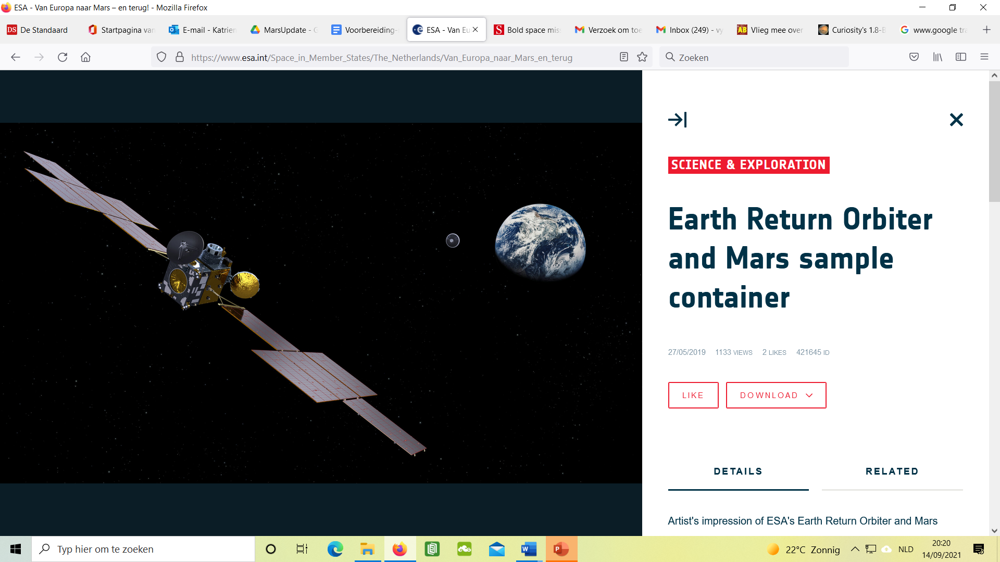 ESA - Van Europa naar Mars – en terug! - Mozilla Firefox
De Standaard
Startpagina van
E-mail - Katrien
MarsUpdate - G
Voorbereiding-
ESA - Van Eu
Bold space mis
Verzoek om toe
Inbox (249) - vy
Vlieg mee over
Curiosity's 1.8-B
www.google tra
https://www.esa.int/Space_in_Member_States/The_Netherlands/Van_Europa_naar_Mars_en_terug
Zoeken
SCIENCE & EXPLORATION
Earth Return Orbiter
and Mars sample
container
27/05/2019 1133 VIEWS 2 LIKES 421645 ID
LIKE
DOWNLOAD
DETAILS
RELATED
Artist's impression of ESA's Earth Return Orbiter and Mars
Typ hier om te zoeken
22°C Zonnig
NLD
20:20
14/09/2021